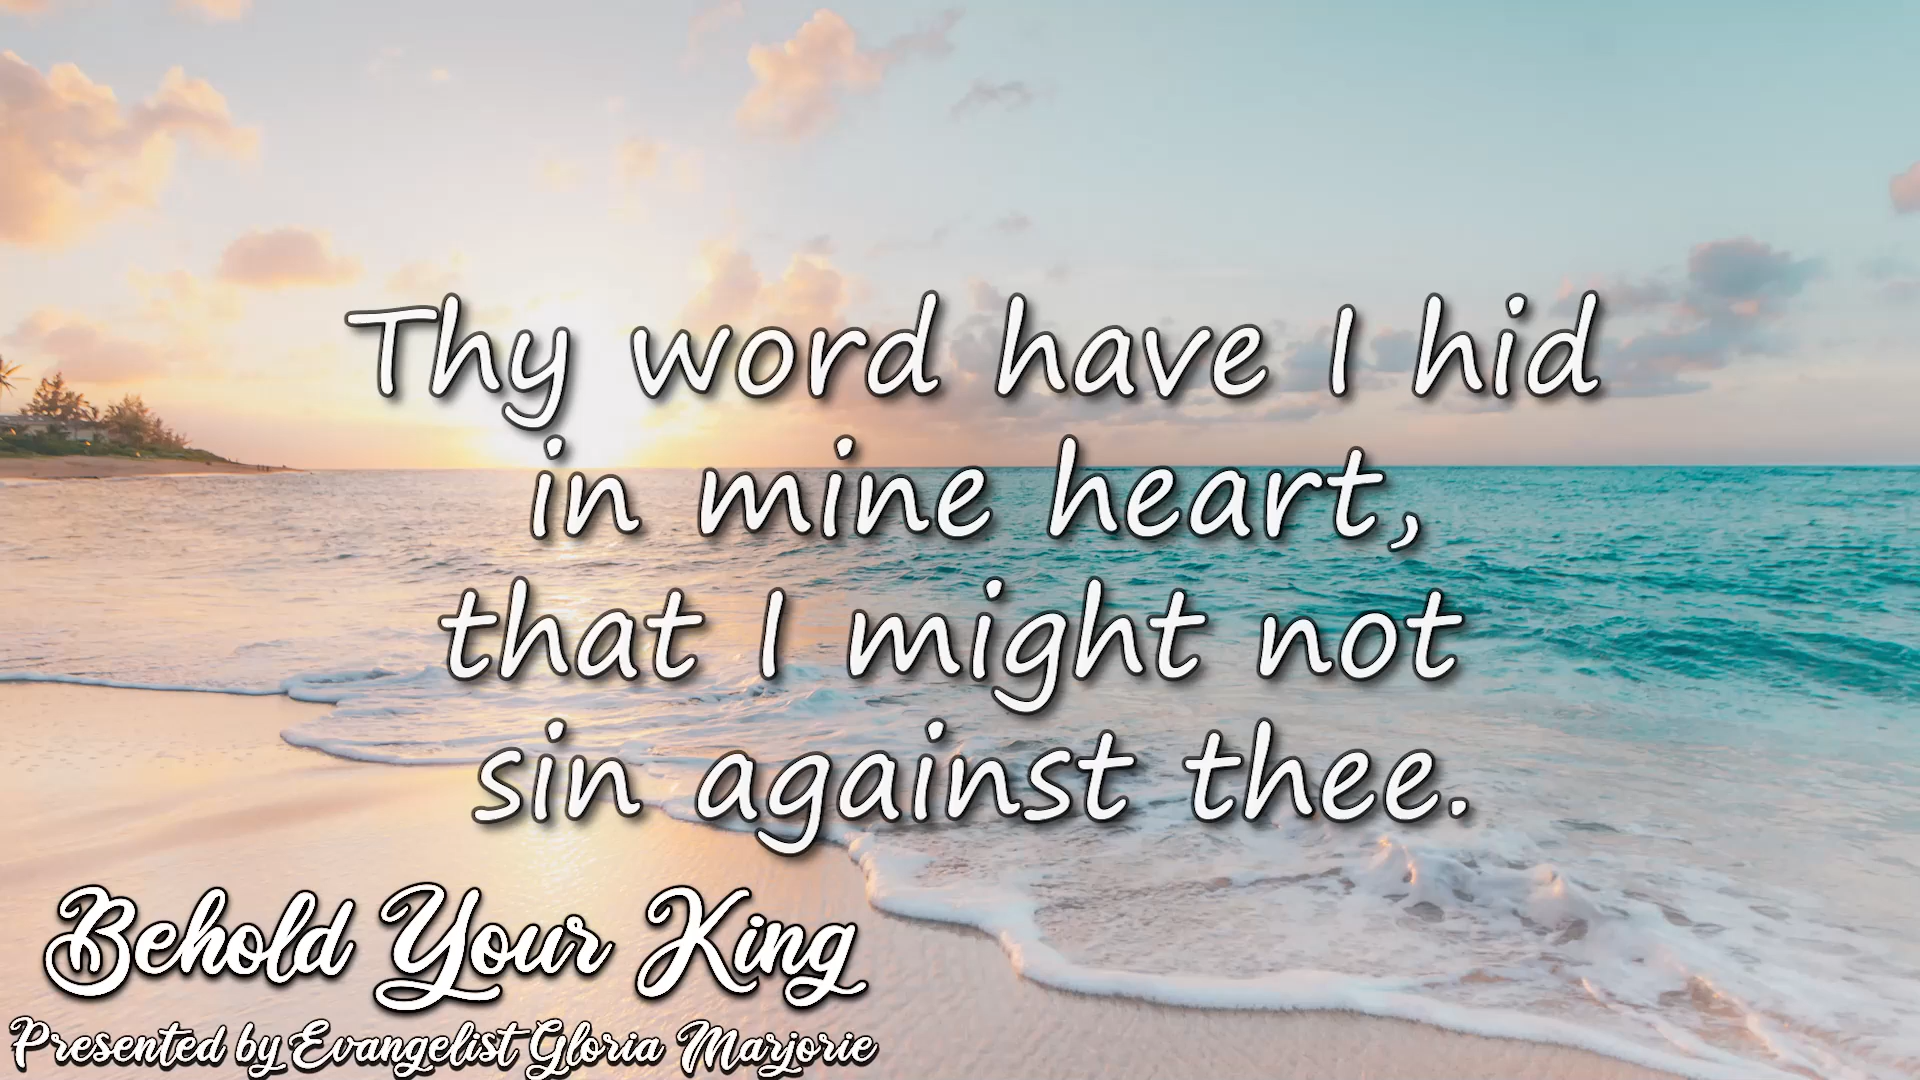 Thy word have I hid
in mine heart,
that I might not
sin against thee.
Behold Your King
Presented by Evangelist Gloria Marjorie